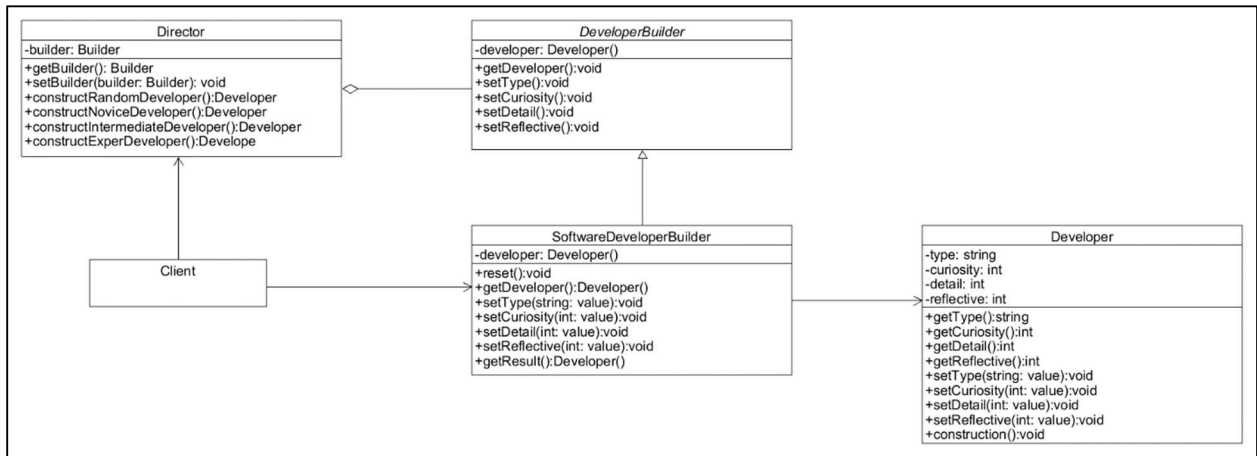 Director
-builder: Builder
+getBuilder(): Builder
+setBuilder(builder: Builder): void
+constructRandomDeveloper():Developer
+constructNoviceDeveloper():Developer
+constructIntermediateDeveloper():Developer
+constructExperDeveloper():Develope
DeveloperBuilder
-developer: Developer()
+getDeveloper():void
+setType():void
+setCuriosity():void
+setDetail():void
+setReflective():void
Client
SoftwareDeveloperBuilder
-developer: Developer()
+reset():void
+getDeveloper():Developer()
+setType(string: value):void
+setCuriosity(int: value):void
+setDetail(int: value):void
+setReflective(int: value):void
+getResult():Developer()
Developer
-type: string
-curiosity: int
-detail: int
-reflective: int
+getType():string
+getCuriosity():int
+getDetail():int
+getReflective():int
+setType(string: value):void
+setCuriosity(int: value):void
+setDetail(int: value):void
+setReflective(int: value):void
+construction():void